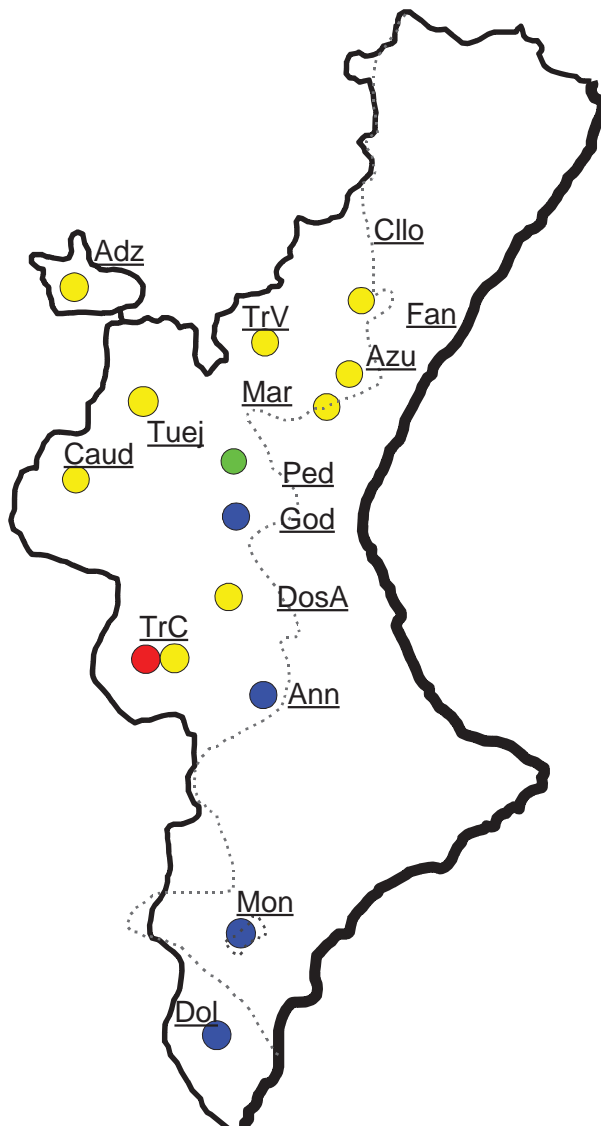 Cllo
Adz
Fan
TrV
Azu
Mar
Tuej
Caud
Ped
God
DosA
TrC
Ann
Mon
Dol